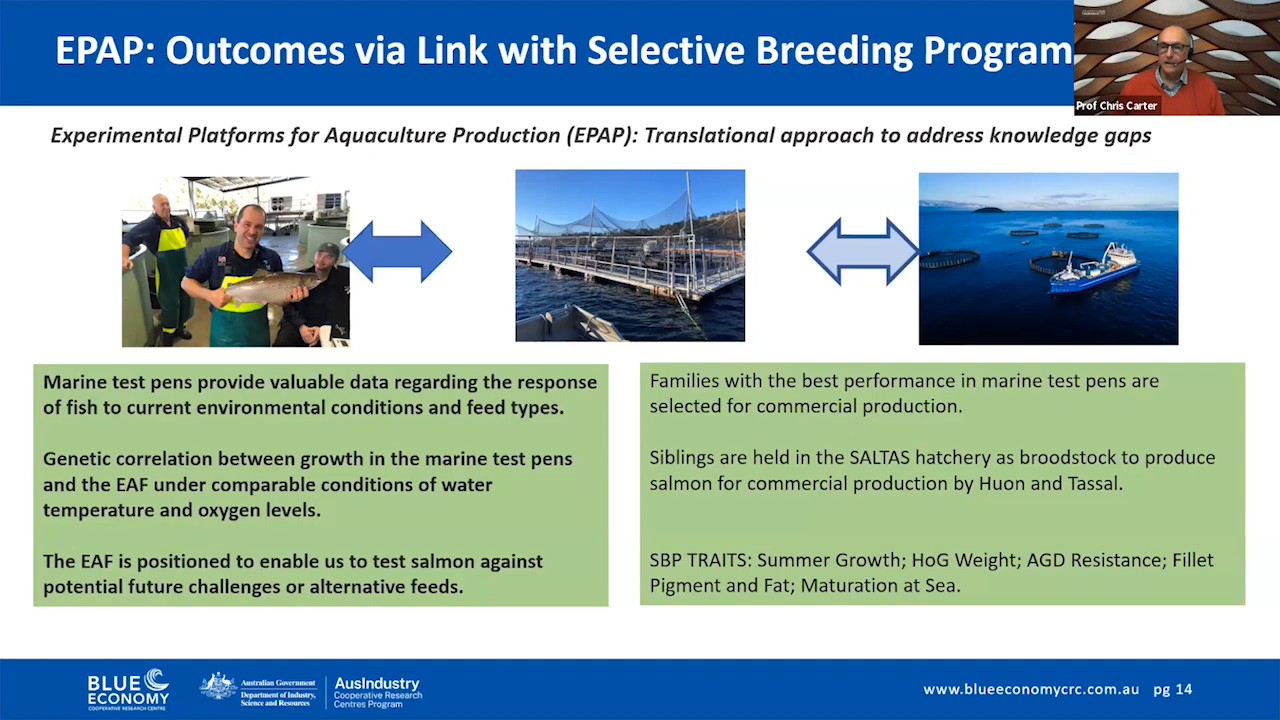 EPAP: Outcomes via Link with Selective Breeding Program
Prof Chris Carter
Experimental Platforms for Aquaculture Production (EPAP): Translational approach to address knowledge gaps
Marine test pens provide valuable data regarding the response
of fish to current environmental conditions and feed types.
Genetic correlation between growth in the marine test pens
and the EAF under comparable conditions of water
temperature and oxygen levels.
The EAF is positioned to enable us to test salmon against
potential future challenges or alternative feeds.
Families with the best performance in marine test pens are
selected for commercial production.
Siblings are held in the SALTAS hatchery as broodstock to produce
salmon for commercial production by Huon and Tassal.
SBP TRAITS: Summer Growth; HoG Weight; AGD Resistance; Fillet
Pigment and Fat; Maturation at Sea.
BLUE
ECONOMY
COOPERATIVE RESEARCH CENTRE
Australian Government
Department of Industry,
Science and Resources
AusIndustry
Cooperative Research
Centres Program
www.blueeconomycrc.com.au pg 14